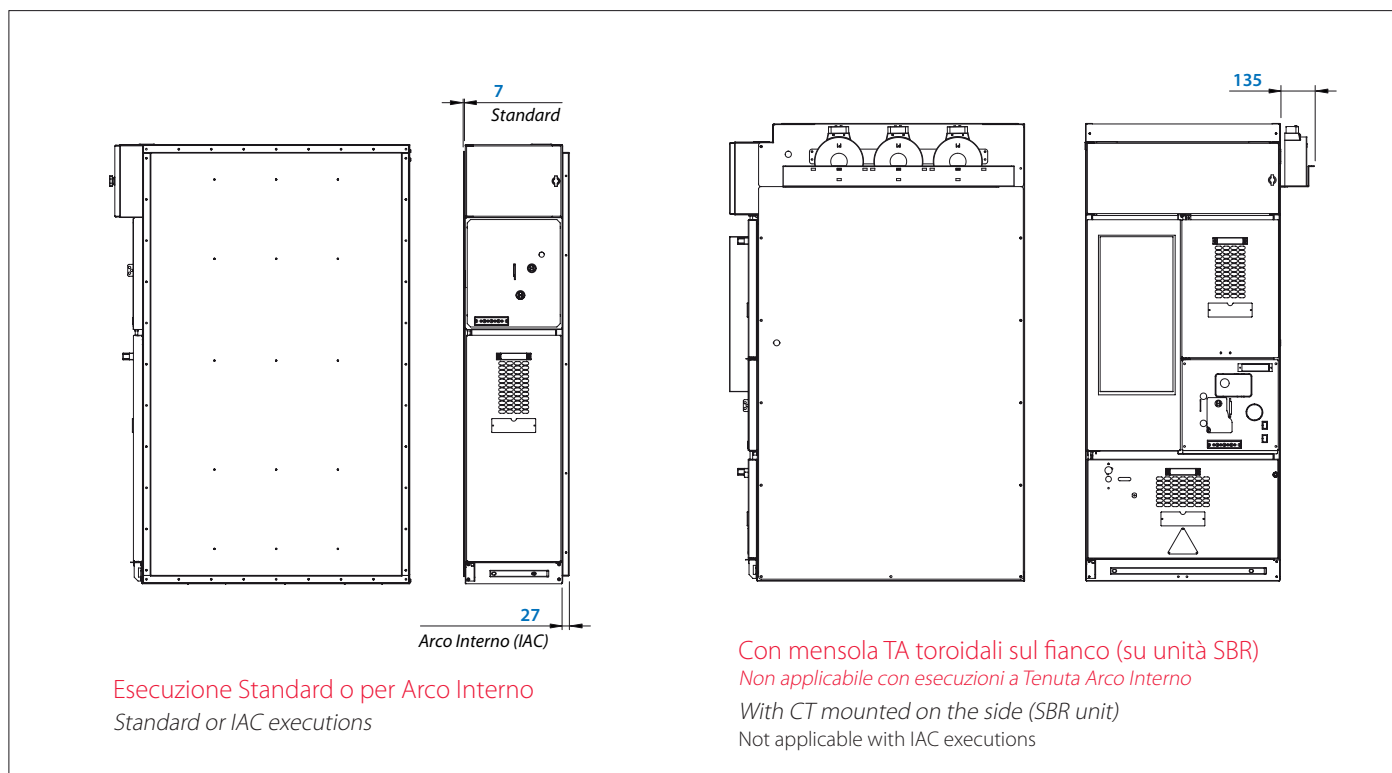 7
Standard
27
Arco Interno (IAC)
Esecuzione Standard o per Arco Interno
Standard or IAC executions
135
Con mensola TA toroidali sul fianco (su unità SBR)
Non applicabile con esecuzioni a Tenuta Arco Interno
With CT mounted on the side (SBR unit)
Not applicable with IAC executions